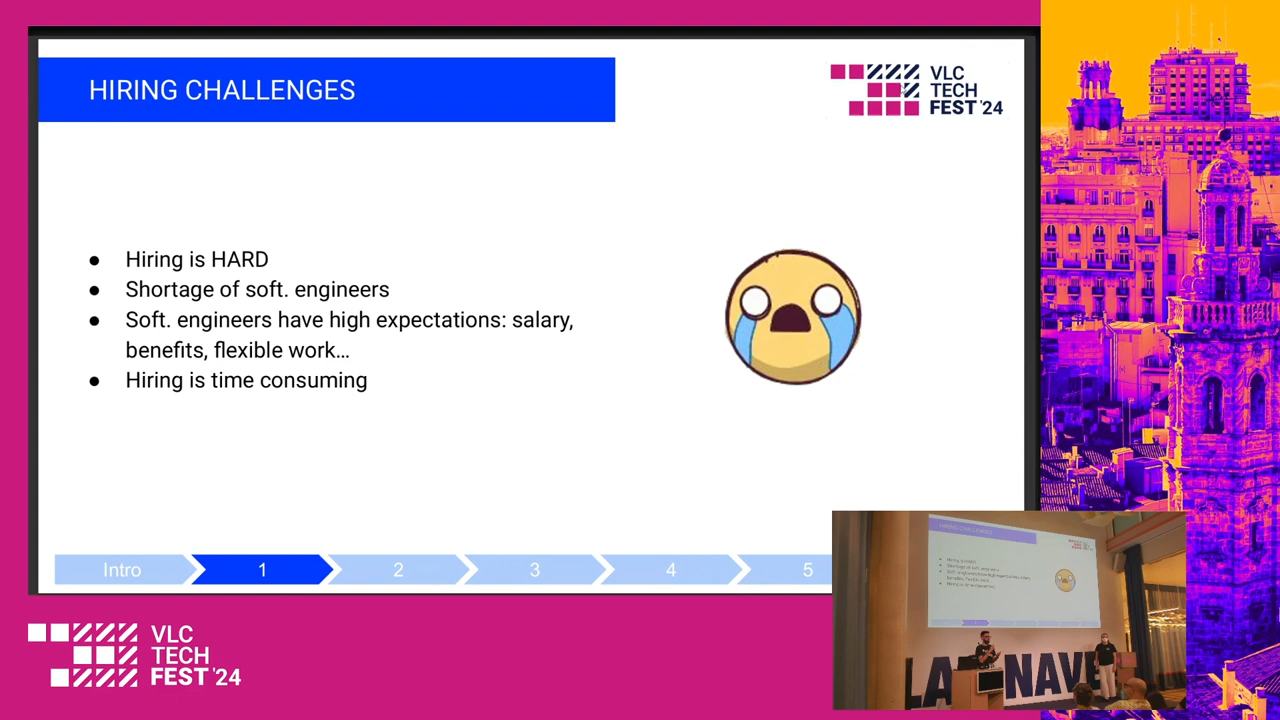 HIRING CHALLENGES
VLC
TECH
FEST '24
● Hiring is HARD
● Shortage of soft. engineers
● Soft. engineers have high expectations: salary,
benefits, flexible work…
● Hiring is time consuming
Intro
1
2
3
4
5
HIRING CHALLENGES
LA NAVE
VLC
TECH
FEST '24